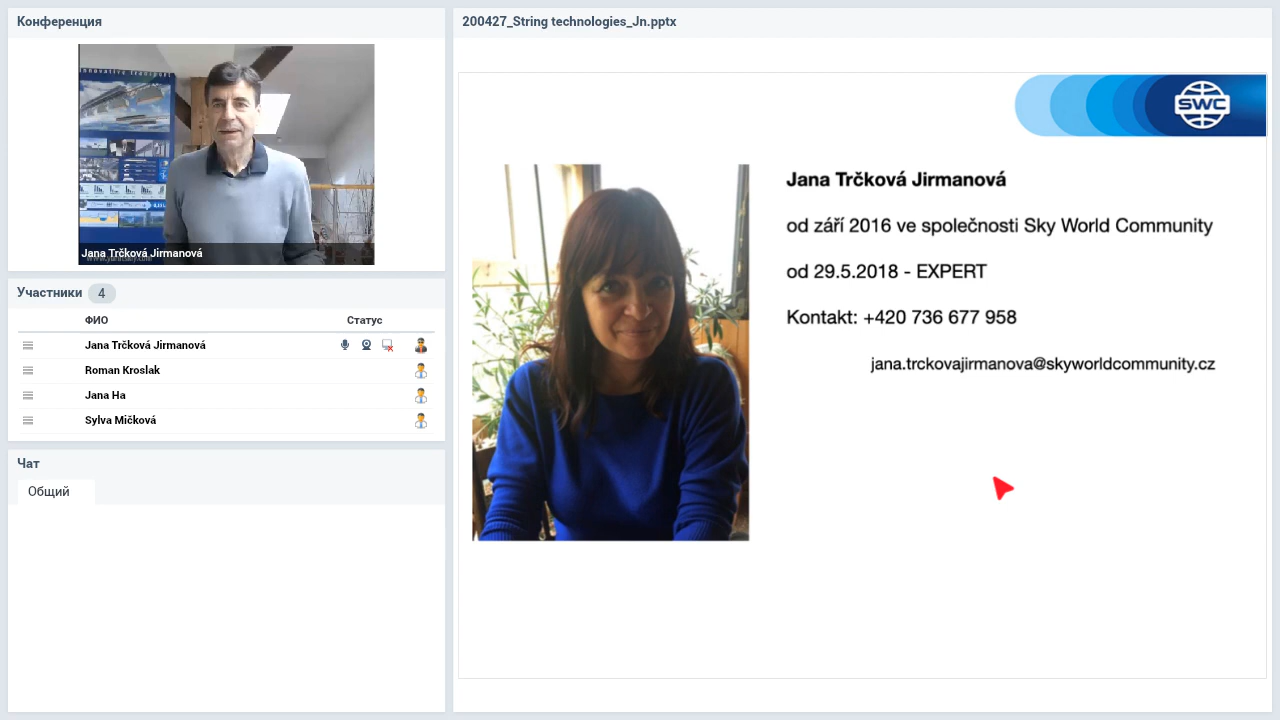 Конференция
innovative transport
Jana Trčková Jirmanová
Участники 4
ФИО Статус
Jana Trčková Jirmanová
Roman Kroslak
Jana Ha
Sylva Mičková
Чат
Общий
200427_String technologies_Jn.pptx
SWC
Jana Trčková Jirmanová
od září 2016 ve společnosti Sky World Community
od 29.5.2018 - EXPERT
Kontakt: +420 736 677 958
jana.trckovajirmanova@skyworldcommunity.cz